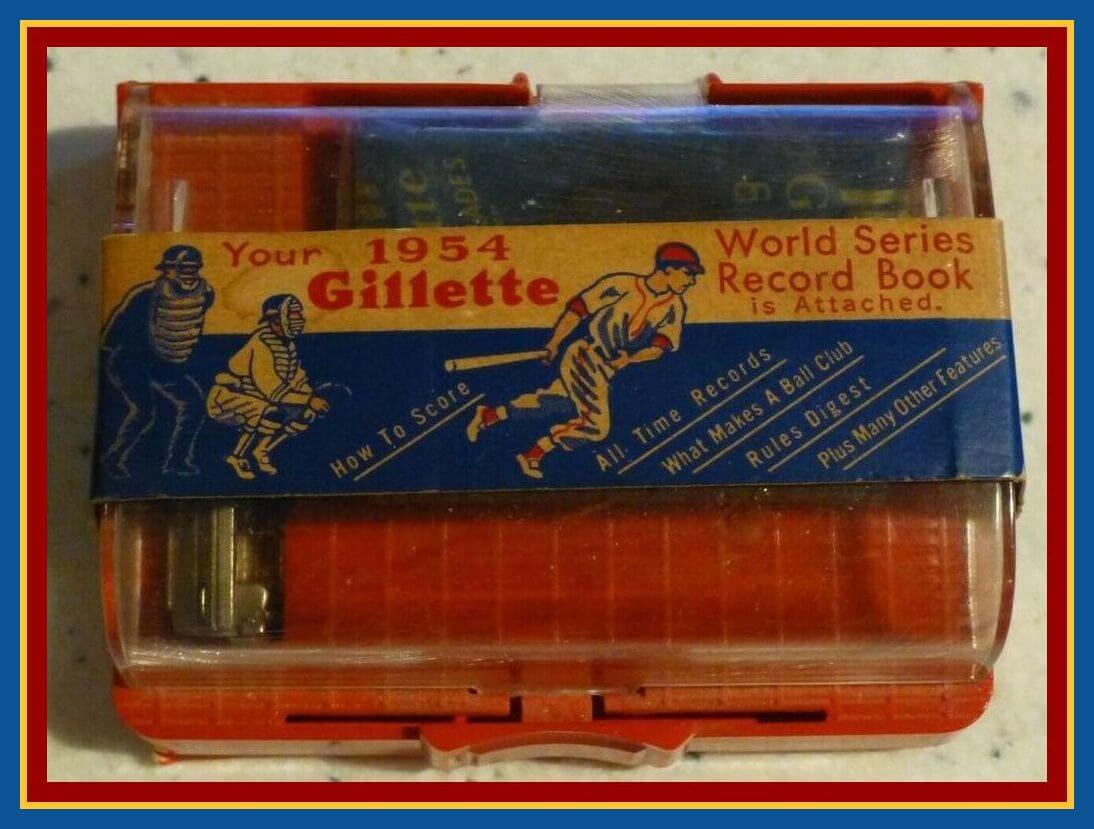 Your 1954
Gillette
World Series
Record Book
is Attached.
How To Score
All Time Records
What Makes A Ball Club
Rules Digest
Plus Many Other Features